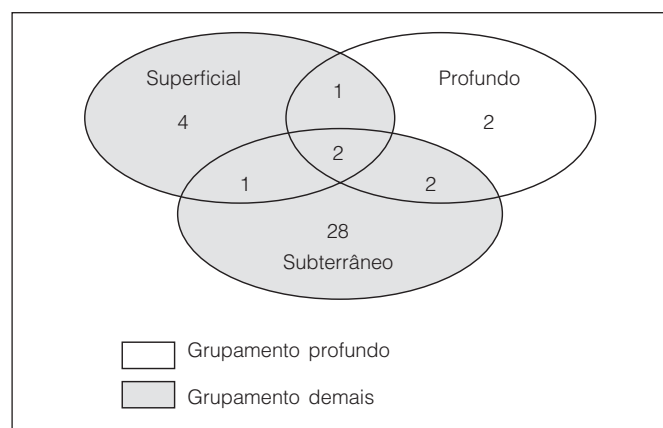 Superficial
Profundo
1
4
2
2
1
2
28
Subterrâneo
Grupamento profundo
Grupamento demais